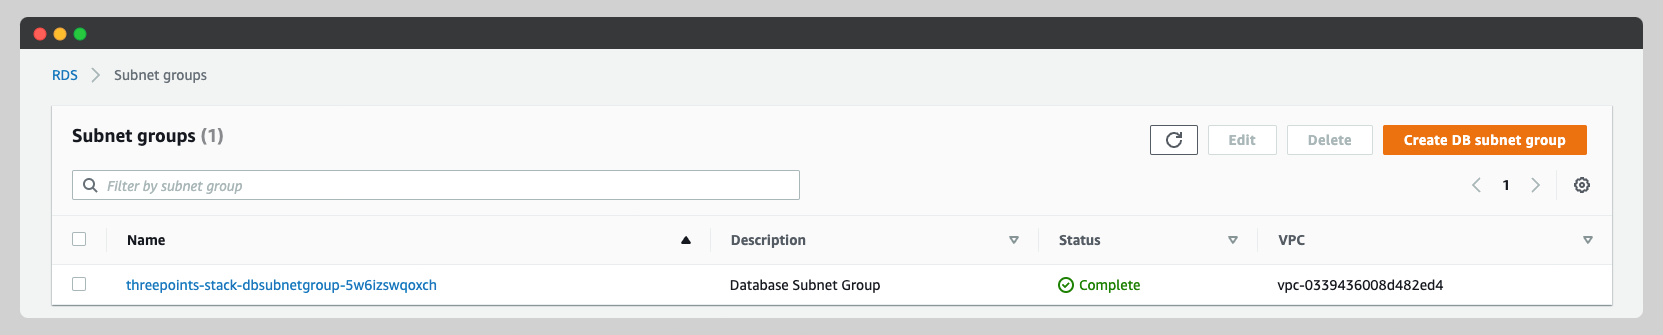 RDS > Subnet groups
Subnet groups (1)
Edit
Delete
Create DB subnet group
Filter by subnet group
1
Name Description Status VPC
threepoints-stack-dbsubnetgroup-5w6izswqoxch Database Subnet Group Complete vpc-0339436008d482ed4